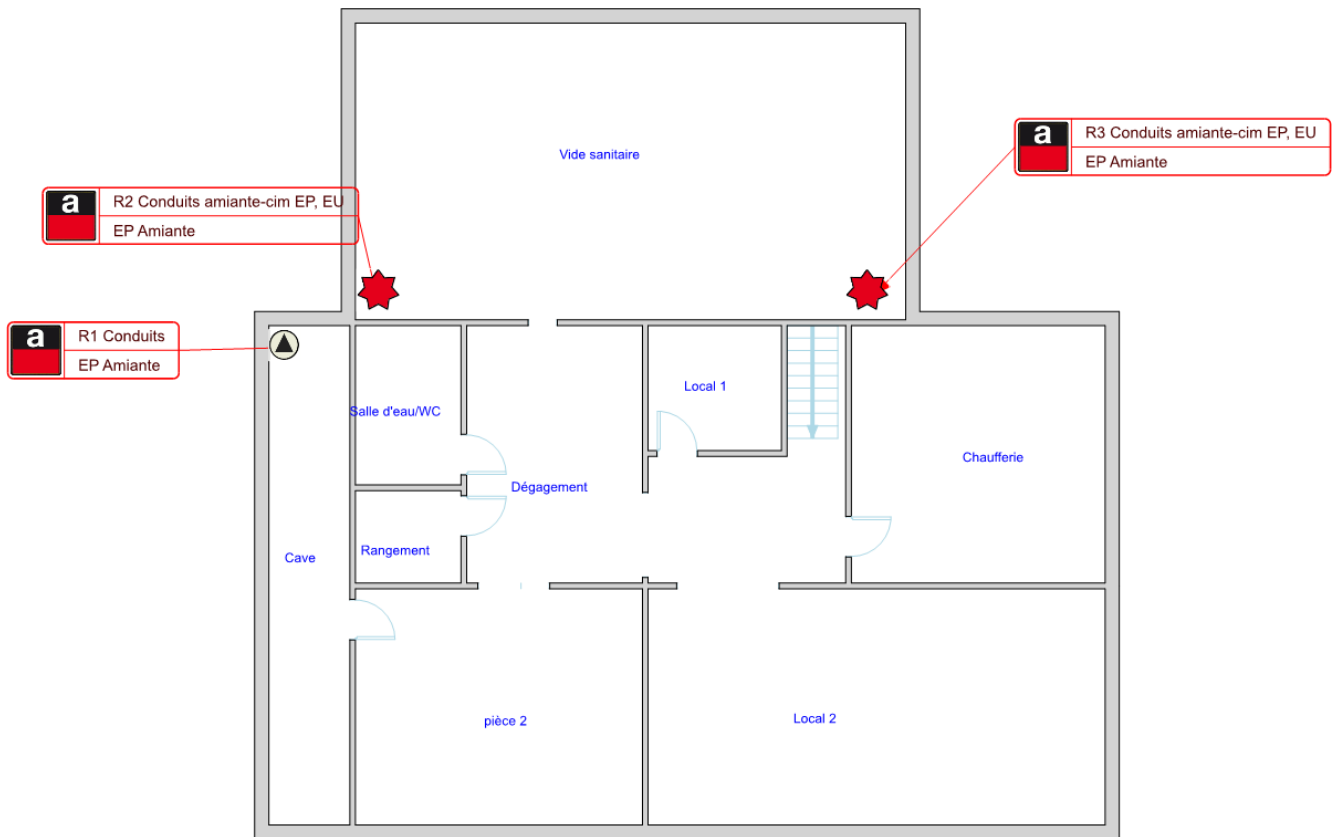 Vide sanitaire
a
R3 Conduits amiante-cim EP, EU
EP Amiante
a
R2 Conduits amiante-cim EP, EU
EP Amiante
a
R1 Conduits
EP Amiante
Local 1
Salle d'eau/WC
Chaufferie
Dégagement
Rangement
Cave
pièce 2
Local 2